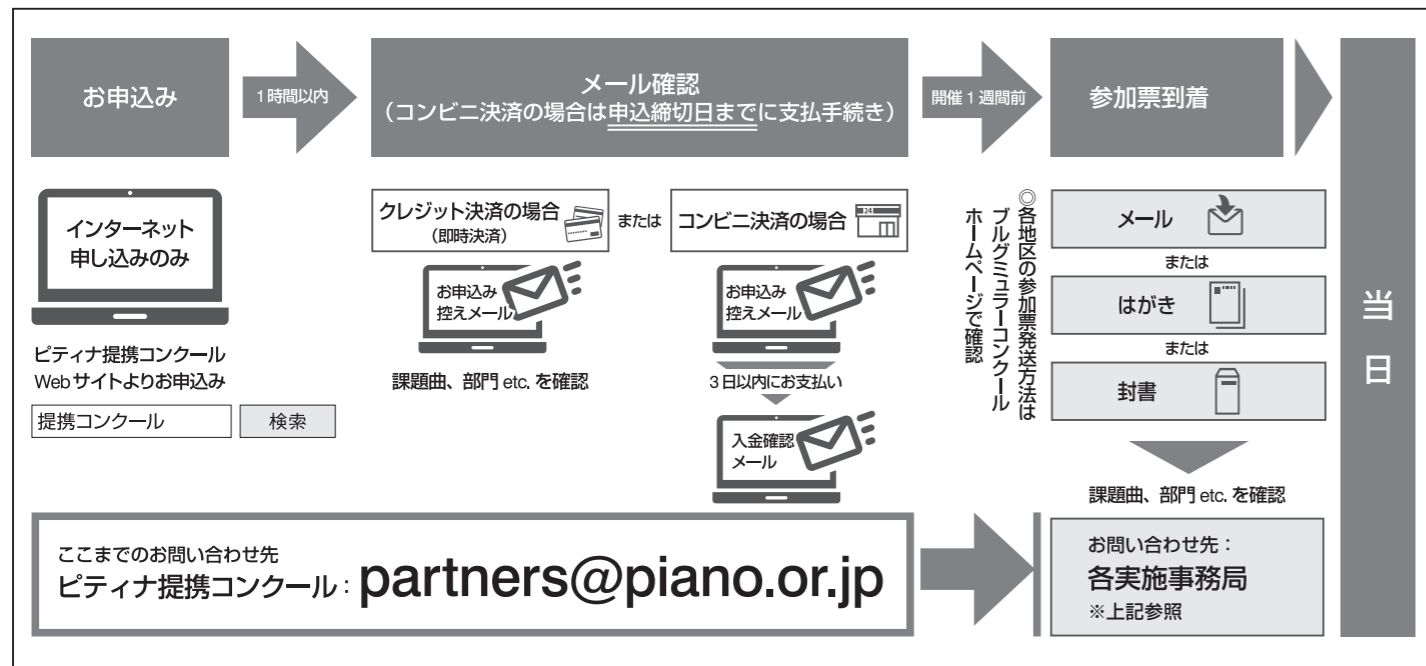 お申込み
1時間以内
メール確認
（コンビニ決済の場合は申込締切日までに支払手続き）
開催1週間前
参加票到着
インターネット
申し込みのみ
ピティナ提携コンクール
Webサイトよりお申込み
提携コンクール
検索
クレジット決済の場合
（即時決済）
または
コンビニ決済の場合
24
お申込み
控えメール
課題曲、部門 etc. を確認
お申込み
控えメール
3日以内にお支払い
入金確認
メール
◎各地区の参加票発送方法は
ブルグミュラーコンクール
ホームページで確認
メール
または
はがき
または
封書
課題曲、部門 etc. を確認
ここまでのお問い合わせ先
ピティナ提携コンクール：partners@piano.or.jp
お問い合わせ先：
各実施事務局
※上記参照
当日